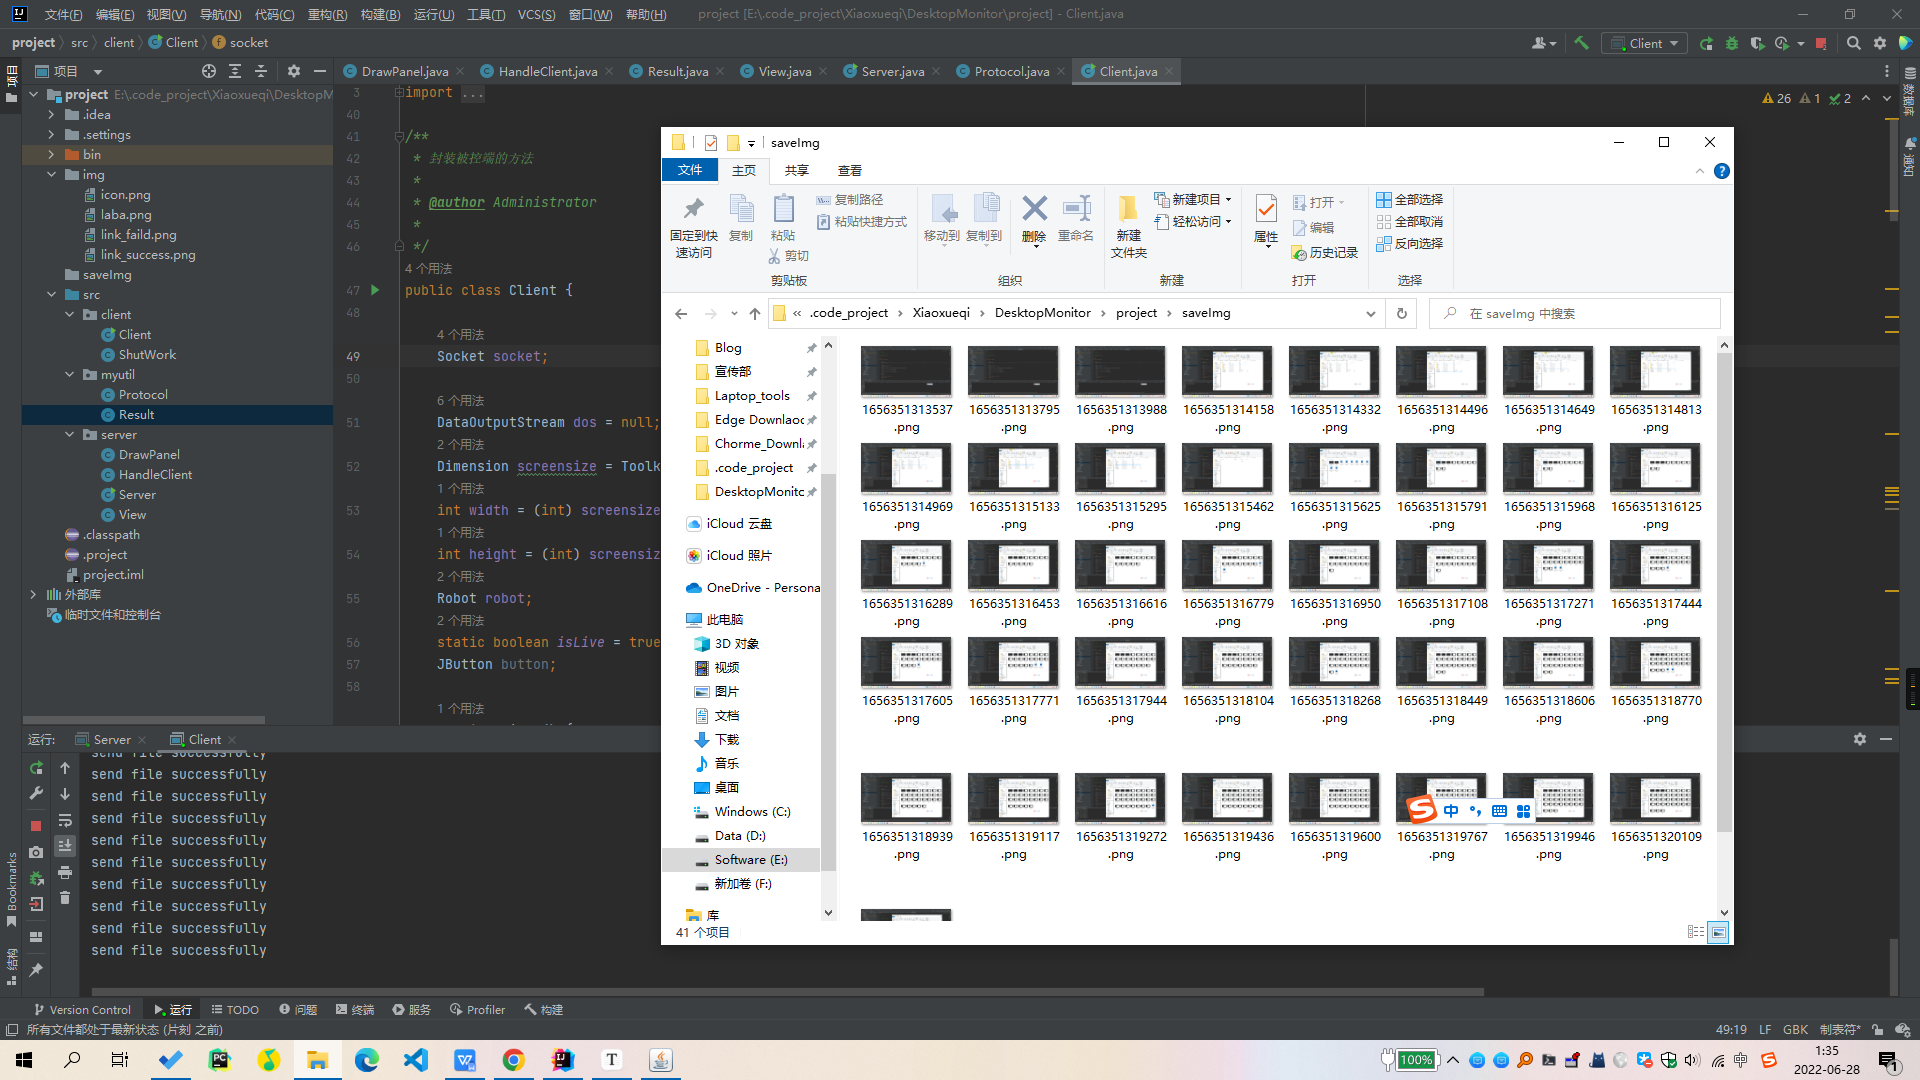 文件(F) 编辑(E) 视图(V) 导航(N) 代码(C) 重构(R) 构建(B) 运行(U) 工具(T) VCS(S) 窗口(W) 帮助(H) project [E:\.code_project\Xiaoxueqi\DesktopMonitor\project] - Client.java
project src client Client socket
Client
项目
DrawPanel.java HandleClient.java Result.java View.java Server.java Protocol.java Client.java
project E:\.code_project\Xiaoxueqi\DesktopM
.idea
.settings
bin
img
icon.png
laba.png
link_faild.png
link_success.png
saveImg
src
client
Client
ShutWork
myutil
Protocol
Result
server
DrawPanel
HandleClient
Server
View
.classpath
.project
project.iml
外部库
临时文件和控制台
项目
Bookmarks
结构
数据库
通知
26 1 2
3 import ...
40
41 /**
42 * 封装被控端的方法
43 *
44 * @author Administrator
45 *
46 */
4 个用法
47 public class Client {
48
4 个用法
49 Socket socket;
50
6 个用法
51 DataOutputStream dos = null;
2 个用法
52 Dimension screensize = Toolk
1 个用法
53 int width = (int) screensize
1 个用法
54 int height = (int) screensiz
2 个用法
55 Robot robot;
2 个用法
56 static boolean isLive = true
57 JButton button;
58
1 个用法
saveImg
文件 主页 共享 查看
固定到快速访问
复制
粘贴
复制路径
粘贴快捷方式
剪切
剪贴板
移动到 复制到 删除 重命名
组织
新建文件夹
新建项目
轻松访问
新建
属性
打开
编辑
历史记录
打开
全部选择
全部取消
反向选择
选择
« .code_project Xiaoxueqi DesktopMonitor project saveImg
在 saveImg 中搜索
Blog
宣传部
Laptop_tools
Edge Downlaoc
Chorme_Downl
.code_project
DesktopMonitc
iCloud 云盘
iCloud 照片
OneDrive - Persona
此电脑
3D 对象
视频
图片
文档
下载
音乐
桌面
Windows (C:)
Data (D:)
Software (E:)
新加卷 (F:)
库
1656351313537.png 1656351313795.png 1656351313988.png 1656351314158.png 1656351314332.png 1656351314496.png 1656351314649.png 1656351314813.png
1656351314969.png 1656351315133.png 1656351315295.png 1656351315462.png 1656351315625.png 1656351315791.png 1656351315968.png 1656351316125.png
1656351316289.png 1656351316453.png 1656351316616.png 1656351316779.png 1656351316950.png 1656351317108.png 1656351317271.png 1656351317444.png
1656351317605.png 1656351317771.png 1656351317944.png 1656351318104.png 1656351318268.png 1656351318449.png 1656351318606.png 1656351318770.png
1656351318939.png 1656351319117.png 1656351319272.png 1656351319436.png 1656351319600.png 1656351319767.png 1656351319946.png 1656351320109.png
中
41 个项目
运行: Server Client
send file successfully
send file successfully
send file successfully
send file successfully
send file successfully
send file successfully
send file successfully
send file successfully
send file successfully
send file successfully
Version Control 运行 TODO 问题 终端 服务 Profiler 构建
所有文件都处于最新状态 (片刻 之前)
49:19 LF GBK 制表符*
100%
中
1:35
2022-06-28
1